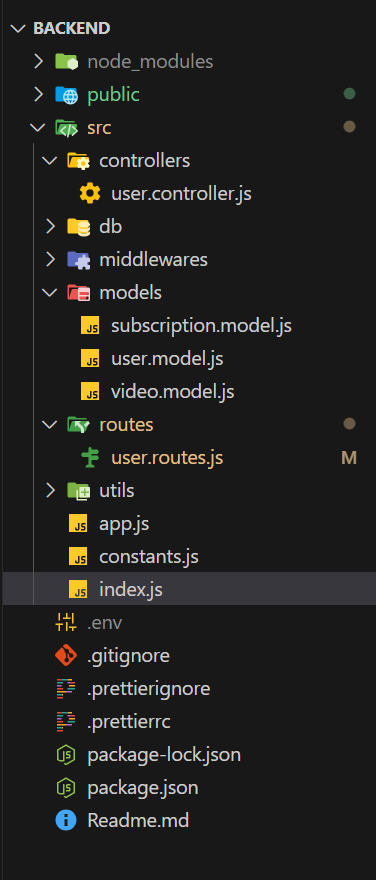 BACKEND
node_modules
public
src
controllers
user.controller.js
db
middlewares
models
JS subscription.model.js
JS user.model.js
JS video.model.js
routes
user.routes.js M
utils
JS app.js
JS constants.js
JS index.js
.env
.gitignore
.prettierignore
.prettierrc
package-lock.json
package.json
Readme.md